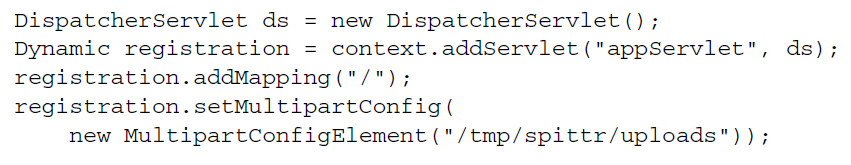 DispatcherServlet ds = new DispatcherServlet();
Dynamic registration = context.addServlet("appServlet", ds);
registration.addMapping("/");
registration.setMultipartConfig(
    new MultipartConfigElement("/tmp/spittr/uploads"));